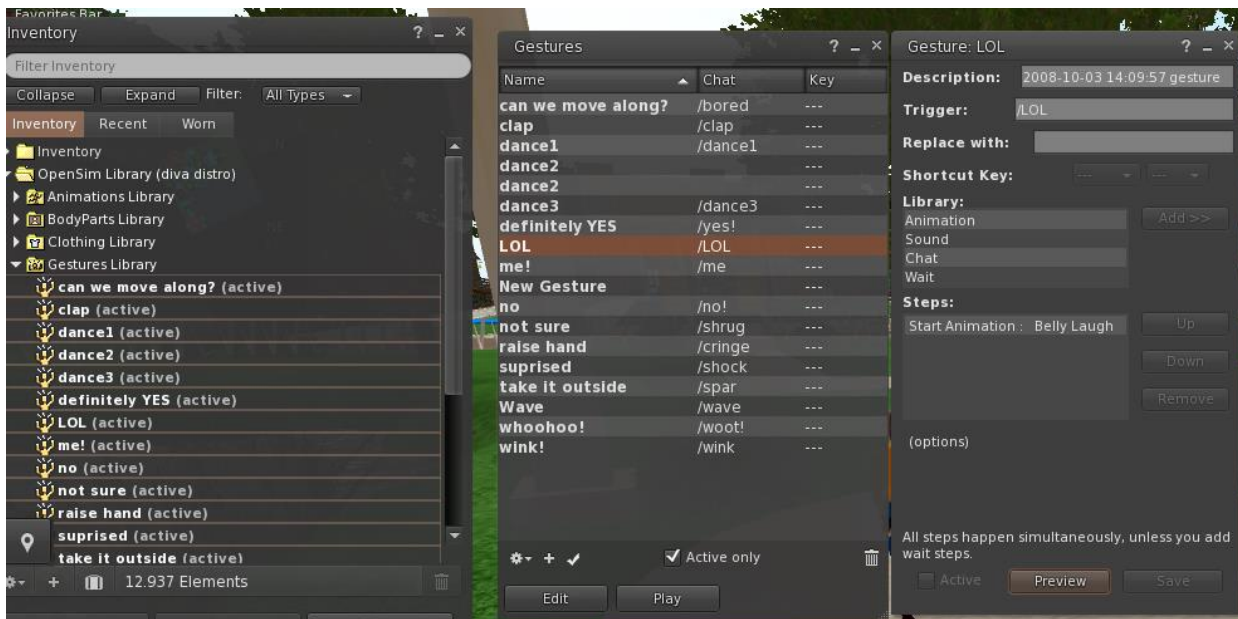 Favorites Bar
Inventory ? _ ×
Filter Inventory
Collapse Expand Filter: All Types
Inventory Recent Worn
Inventory
OpenSim Library (diva distro)
Animations Library
BodyParts Library
Clothing Library
Gestures Library
can we move along? (active)
clap (active)
dance1 (active)
dance2 (active)
dance3 (active)
definitely YES (active)
LOL (active)
me! (active)
no (active)
not sure (active)
raise hand (active)
suprised (active)
take it outside (active)
+ 12.937 Elements
Gestures ? _ ×
Name Chat Key
can we move along? /bored ---
clap /clap ---
dance1 /dance1 ---
dance2 ---
dance2 ---
dance3 /dance3 ---
definitely YES /yes! ---
LOL /LOL ---
me! /me ---
New Gesture ---
no /no! ---
not sure /shrug ---
raise hand /cringe ---
suprised /shock ---
take it outside /spar ---
Wave /wave ---
whoohoo! /woot! ---
wink! /wink ---
+ Active only
Edit Play
Gesture: LOL ? _ ×
Description: 2008-10-03 14:09:57 gesture
Trigger: /LOL
Replace with:
Shortcut Key: --- ---
Library:
Animation
Add >>
Sound
Chat
Wait
Steps:
Start Animation : Belly Laugh
Up
Down
Remove
(options)
All steps happen simultaneously, unless you add
wait steps.
Active Preview Save